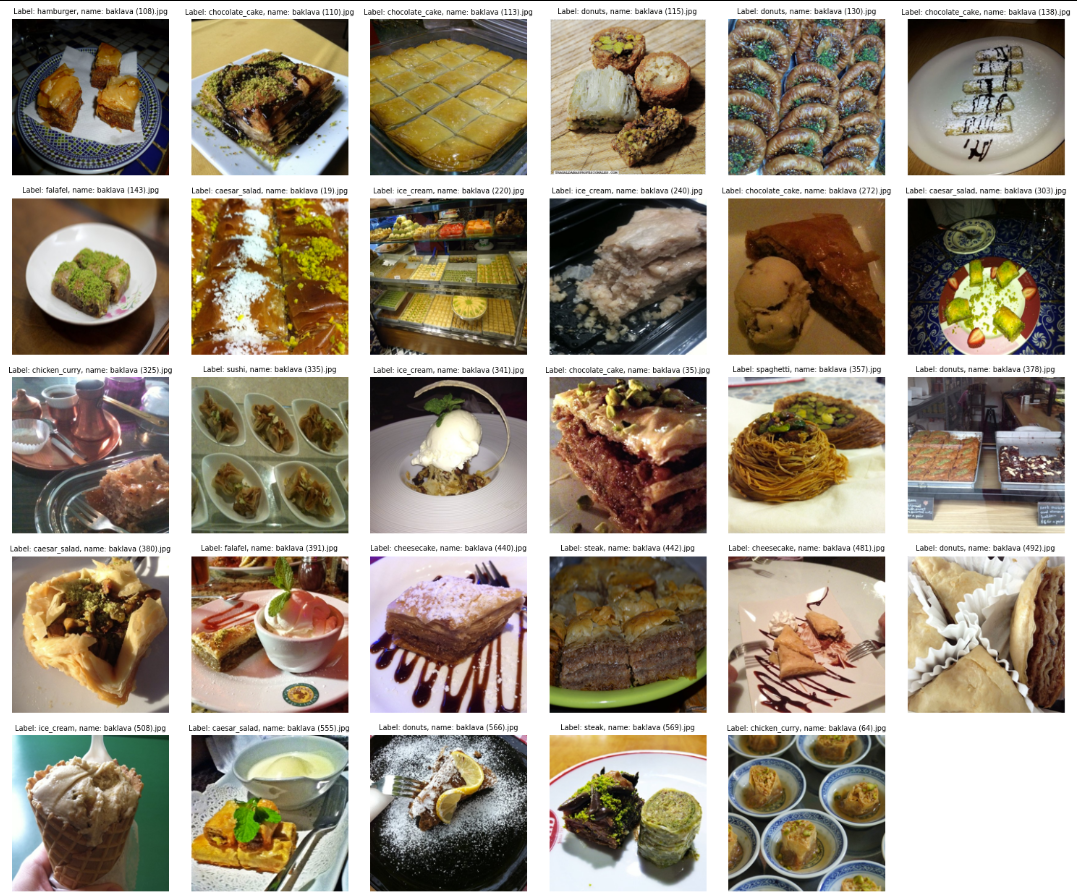 Label: hamburger, name: baklava (108).jpg
Label: chocolate_cake, name: baklava (110).jpg
Label: chocolate_cake, name: baklava (113).jpg
Label: donuts, name: baklava (115).jpg
Label: donuts, name: baklava (130).jpg
Label: chocolate_cake, name: baklava (138).jpg
Label: falafel, name: baklava (143).jpg
Label: caesar_salad, name: baklava (19).jpg
Label: ice_cream, name: baklava (220).jpg
Label: ice_cream, name: baklava (240).jpg
Label: chocolate_cake, name: baklava (272).jpg
Label: caesar_salad, name: baklava (303).jpg
Label: chicken_curry, name: baklava (325).jpg
Label: sushi, name: baklava (335).jpg
Label: ice_cream, name: baklava (341).jpg
Label: chocolate_cake, name: baklava (35).jpg
Label: spaghetti, name: baklava (357).jpg
Label: donuts, name: baklava (378).jpg
Label: caesar_salad, name: baklava (380).jpg
Label: falafel, name: baklava (391).jpg
Label: cheesecake, name: baklava (440).jpg
Label: steak, name: baklava (442).jpg
Label: cheesecake, name: baklava (481).jpg
Label: donuts, name: baklava (492).jpg
Label: ice_cream, name: baklava (508).jpg
Label: caesar_salad, name: baklava (555).jpg
Label: donuts, name: baklava (566).jpg
Label: steak, name: baklava (569).jpg
Label: chicken_curry, name: baklava (64).jpg